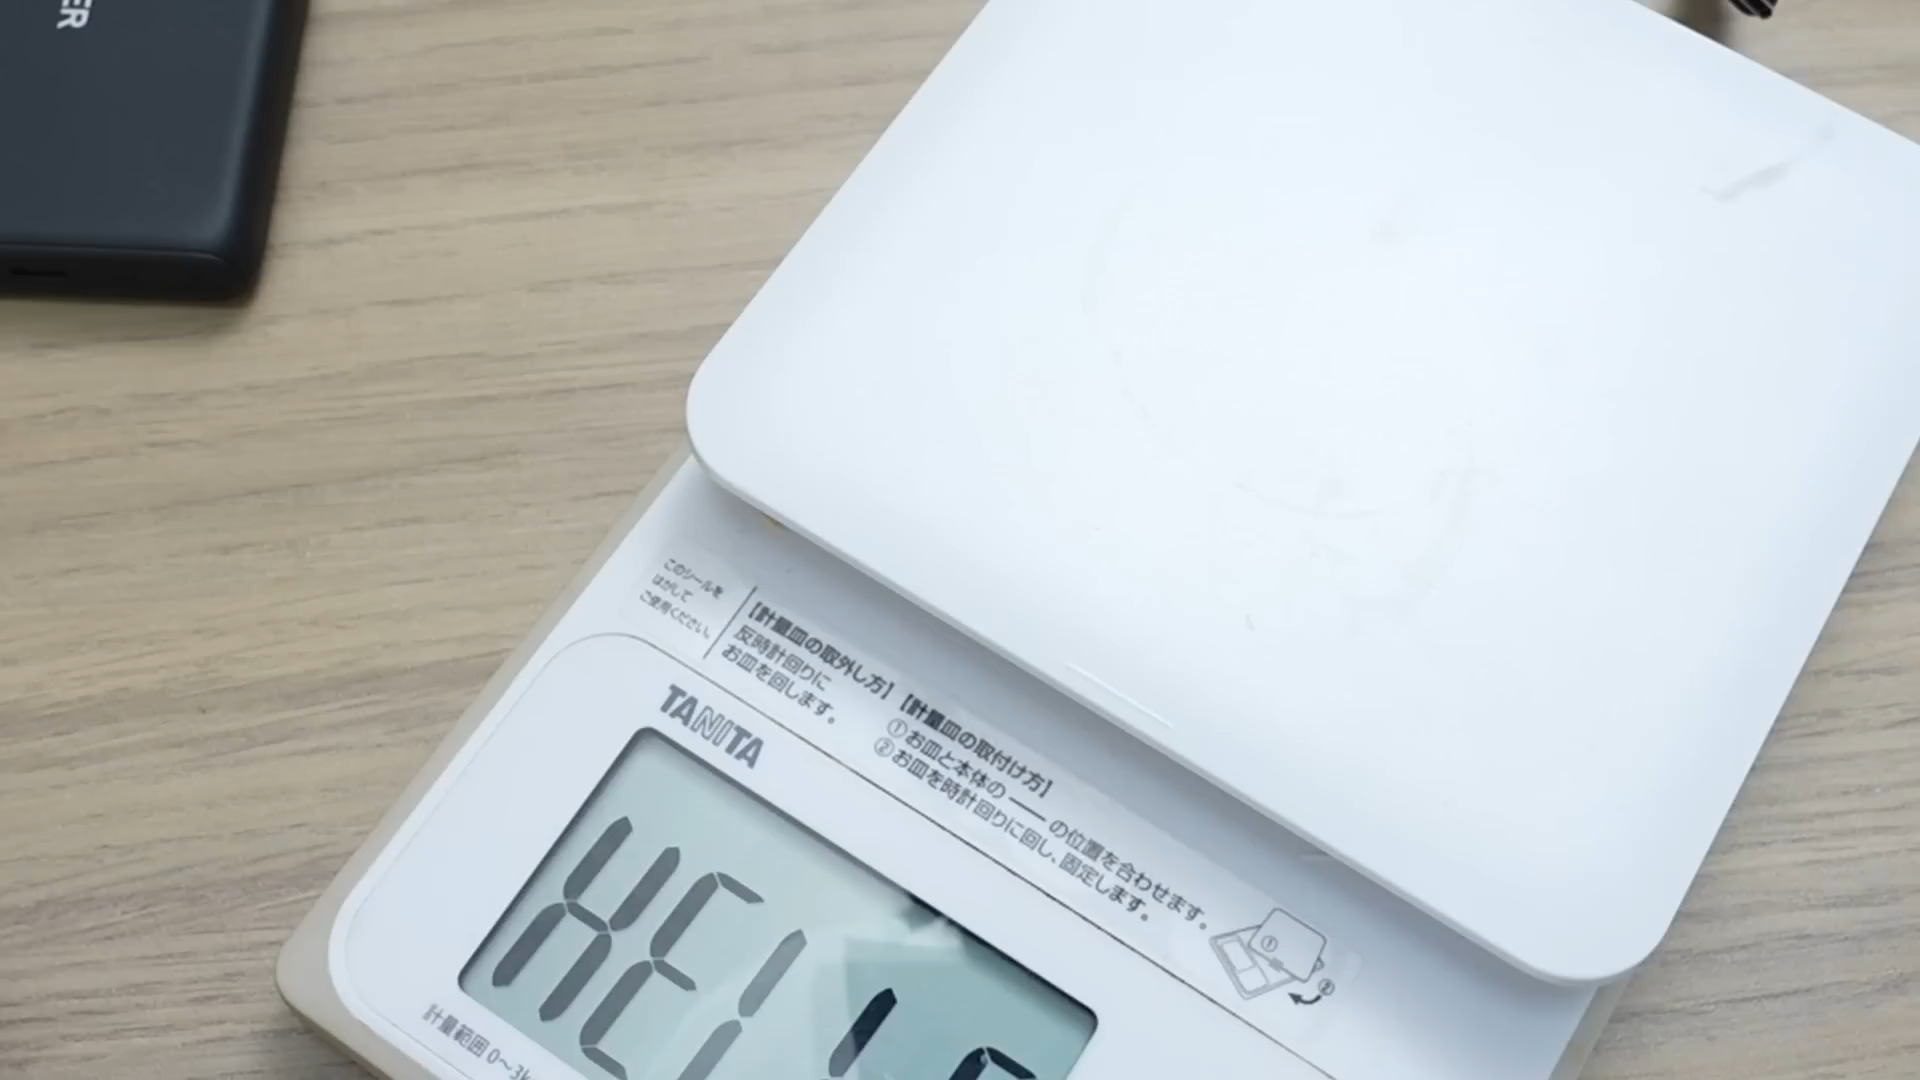 ER
このシールを
はがして
ご使用ください。
【計量皿の取外し方】
反時計回りに
お皿を回します。
【計量皿の取付け方】
①お皿と本体の ―― の位置を合わせます。
②お皿を時計回りに回し、固定します。
①
②
TANITA
HEL
計量範囲 0～3k